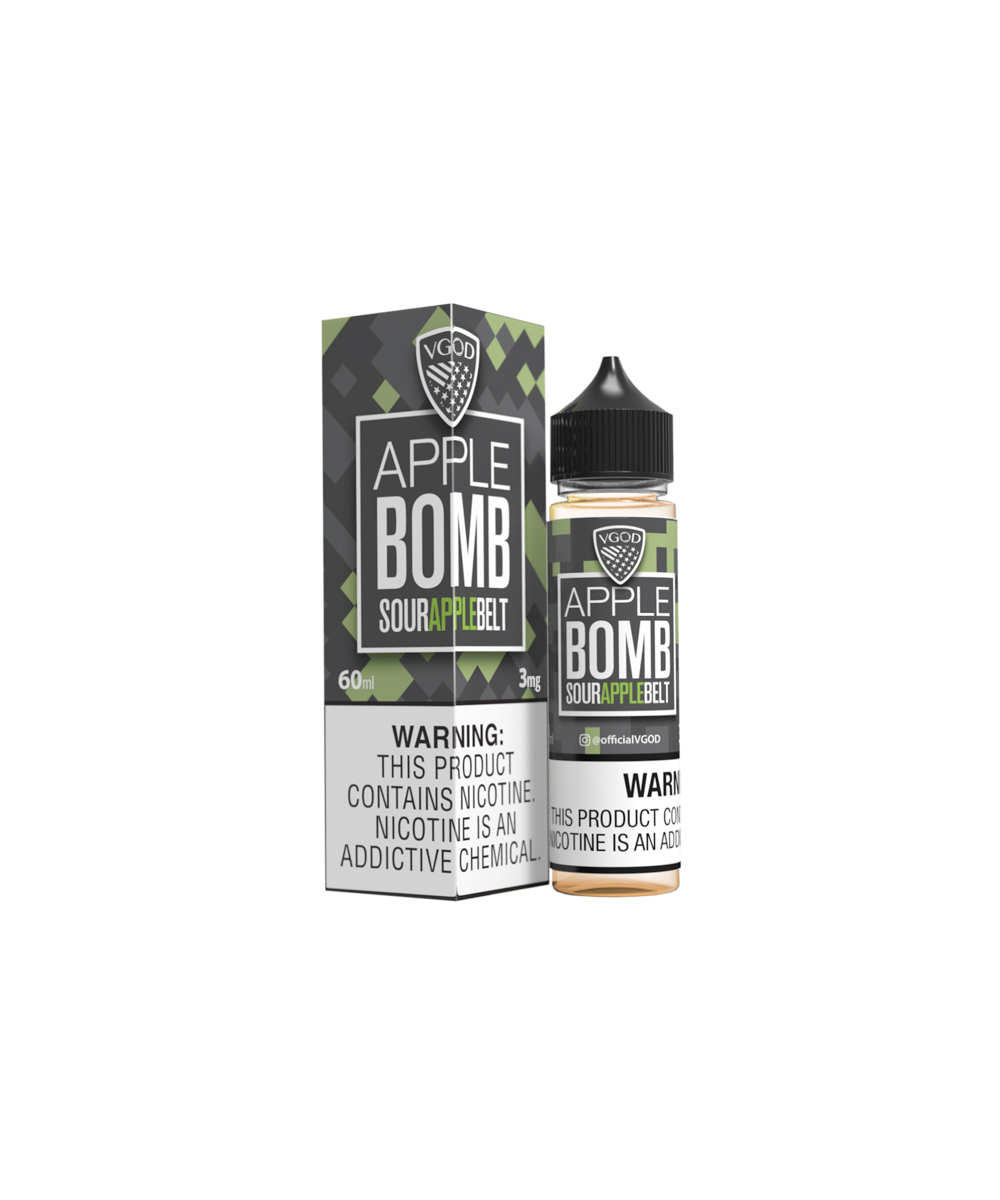 VGOD
APPLE
BOMB
SOURAPPLEBELT
60ml
3mg
WARNING:
THIS PRODUCT
CONTAINS NICOTINE.
NICOTINE IS AN
ADDICTIVE CHEMICAL.
VGOD
APPLE
BOMB
SOURAPPLEBELT
@officialVGOD
WARN
THIS PRODUCT CON
NICOTINE IS AN ADD